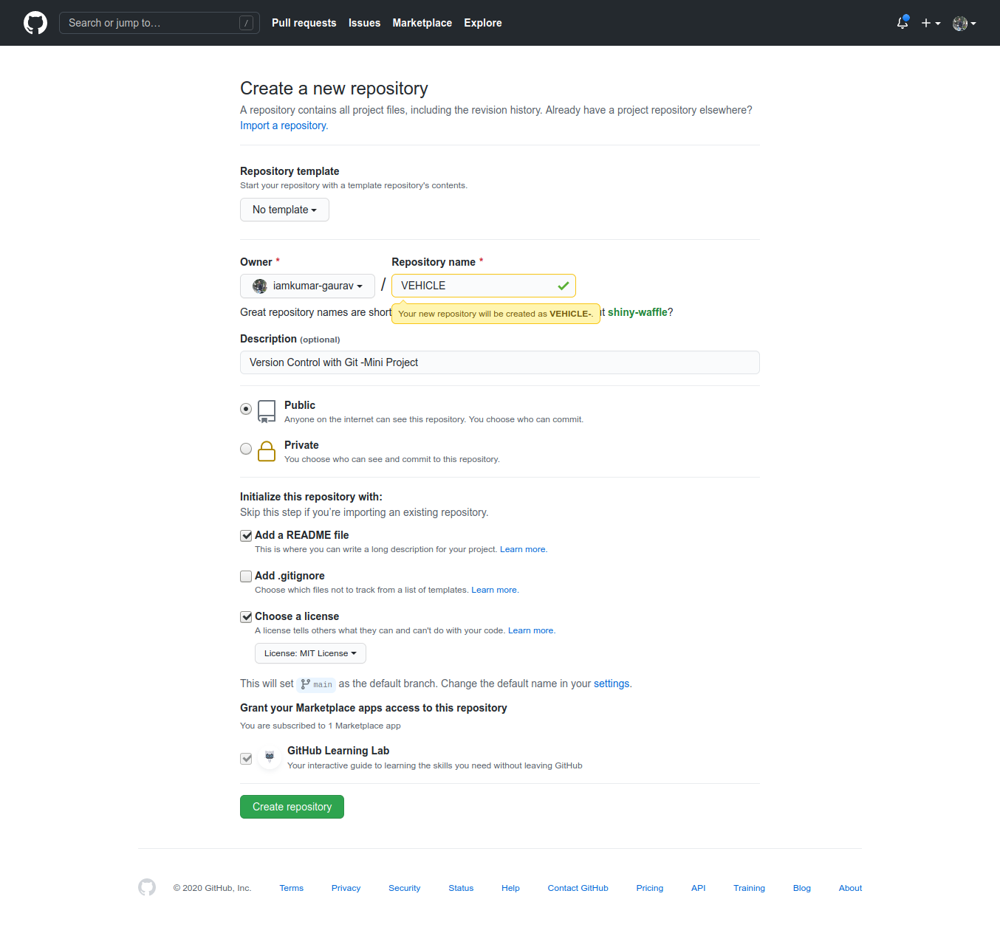 Search or jump to… /
Pull requests Issues Marketplace Explore
Create a new repository
A repository contains all project files, including the revision history. Already have a project repository elsewhere?
Import a repository.
Repository template
Start your repository with a template repository's contents.
No template
Owner * Repository name *
iamkumar-gaurav / VEHICLE
Great repository names are short shiny-waffle?
Your new repository will be created as VEHICLE-.
Description (optional)
Version Control with Git -Mini Project
Public
Anyone on the internet can see this repository. You choose who can commit.
Private
You choose who can see and commit to this repository.
Initialize this repository with:
Skip this step if you’re importing an existing repository.
Add a README file
This is where you can write a long description for your project. Learn more.
Add .gitignore
Choose which files not to track from a list of templates. Learn more.
Choose a license
A license tells others what they can and can't do with your code. Learn more.
License: MIT License
This will set main as the default branch. Change the default name in your settings.
Grant your Marketplace apps access to this repository
You are subscribed to 1 Marketplace app
GitHub Learning Lab
Your interactive guide to learning the skills you need without leaving GitHub
Create repository
© 2020 GitHub, Inc. Terms Privacy Security Status Help Contact GitHub Pricing API Training Blog About